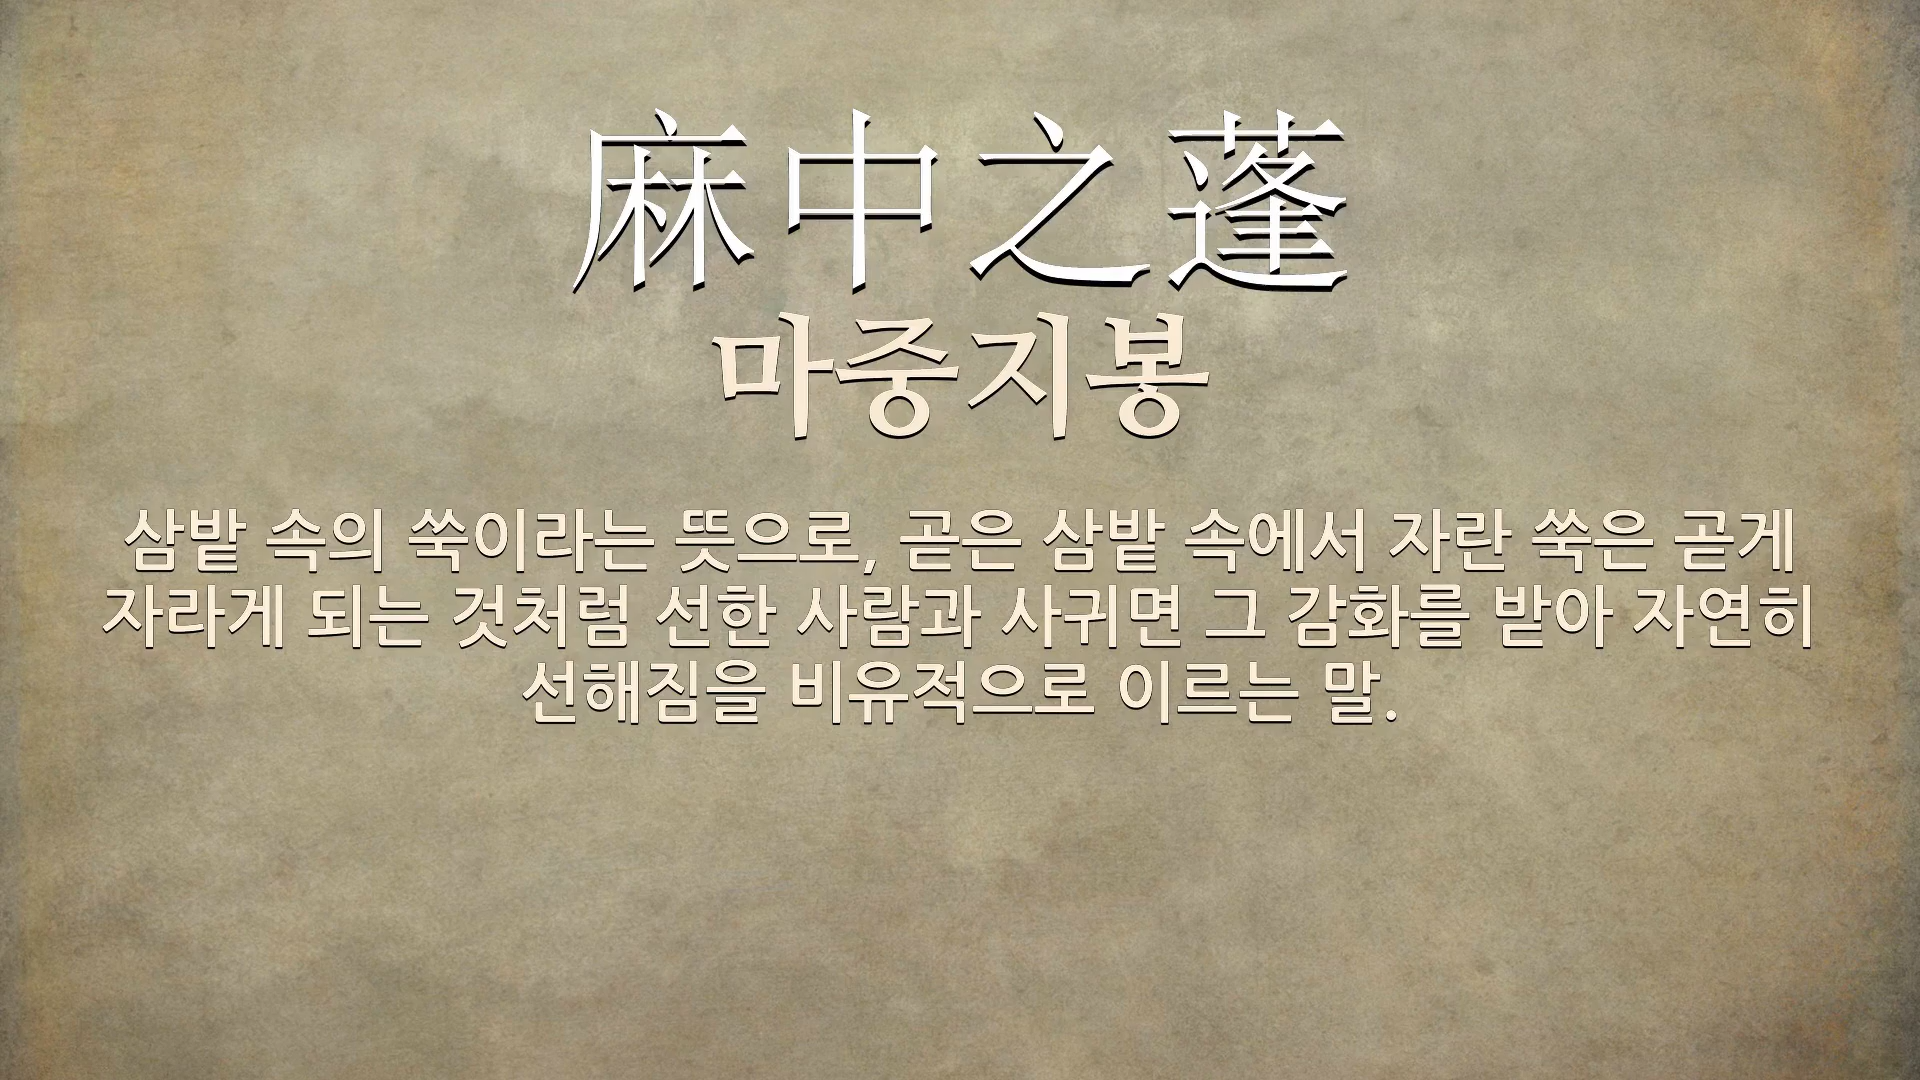 麻中之蓬
마중지봉
삼밭 속의 쑥이라는 뜻으로, 곧은 삼밭 속에서 자란 쑥은 곧게
자라게 되는 것처럼 선한 사람과 사귀면 그 감화를 받아 자연히
선해짐을 비유적으로 이르는 말.